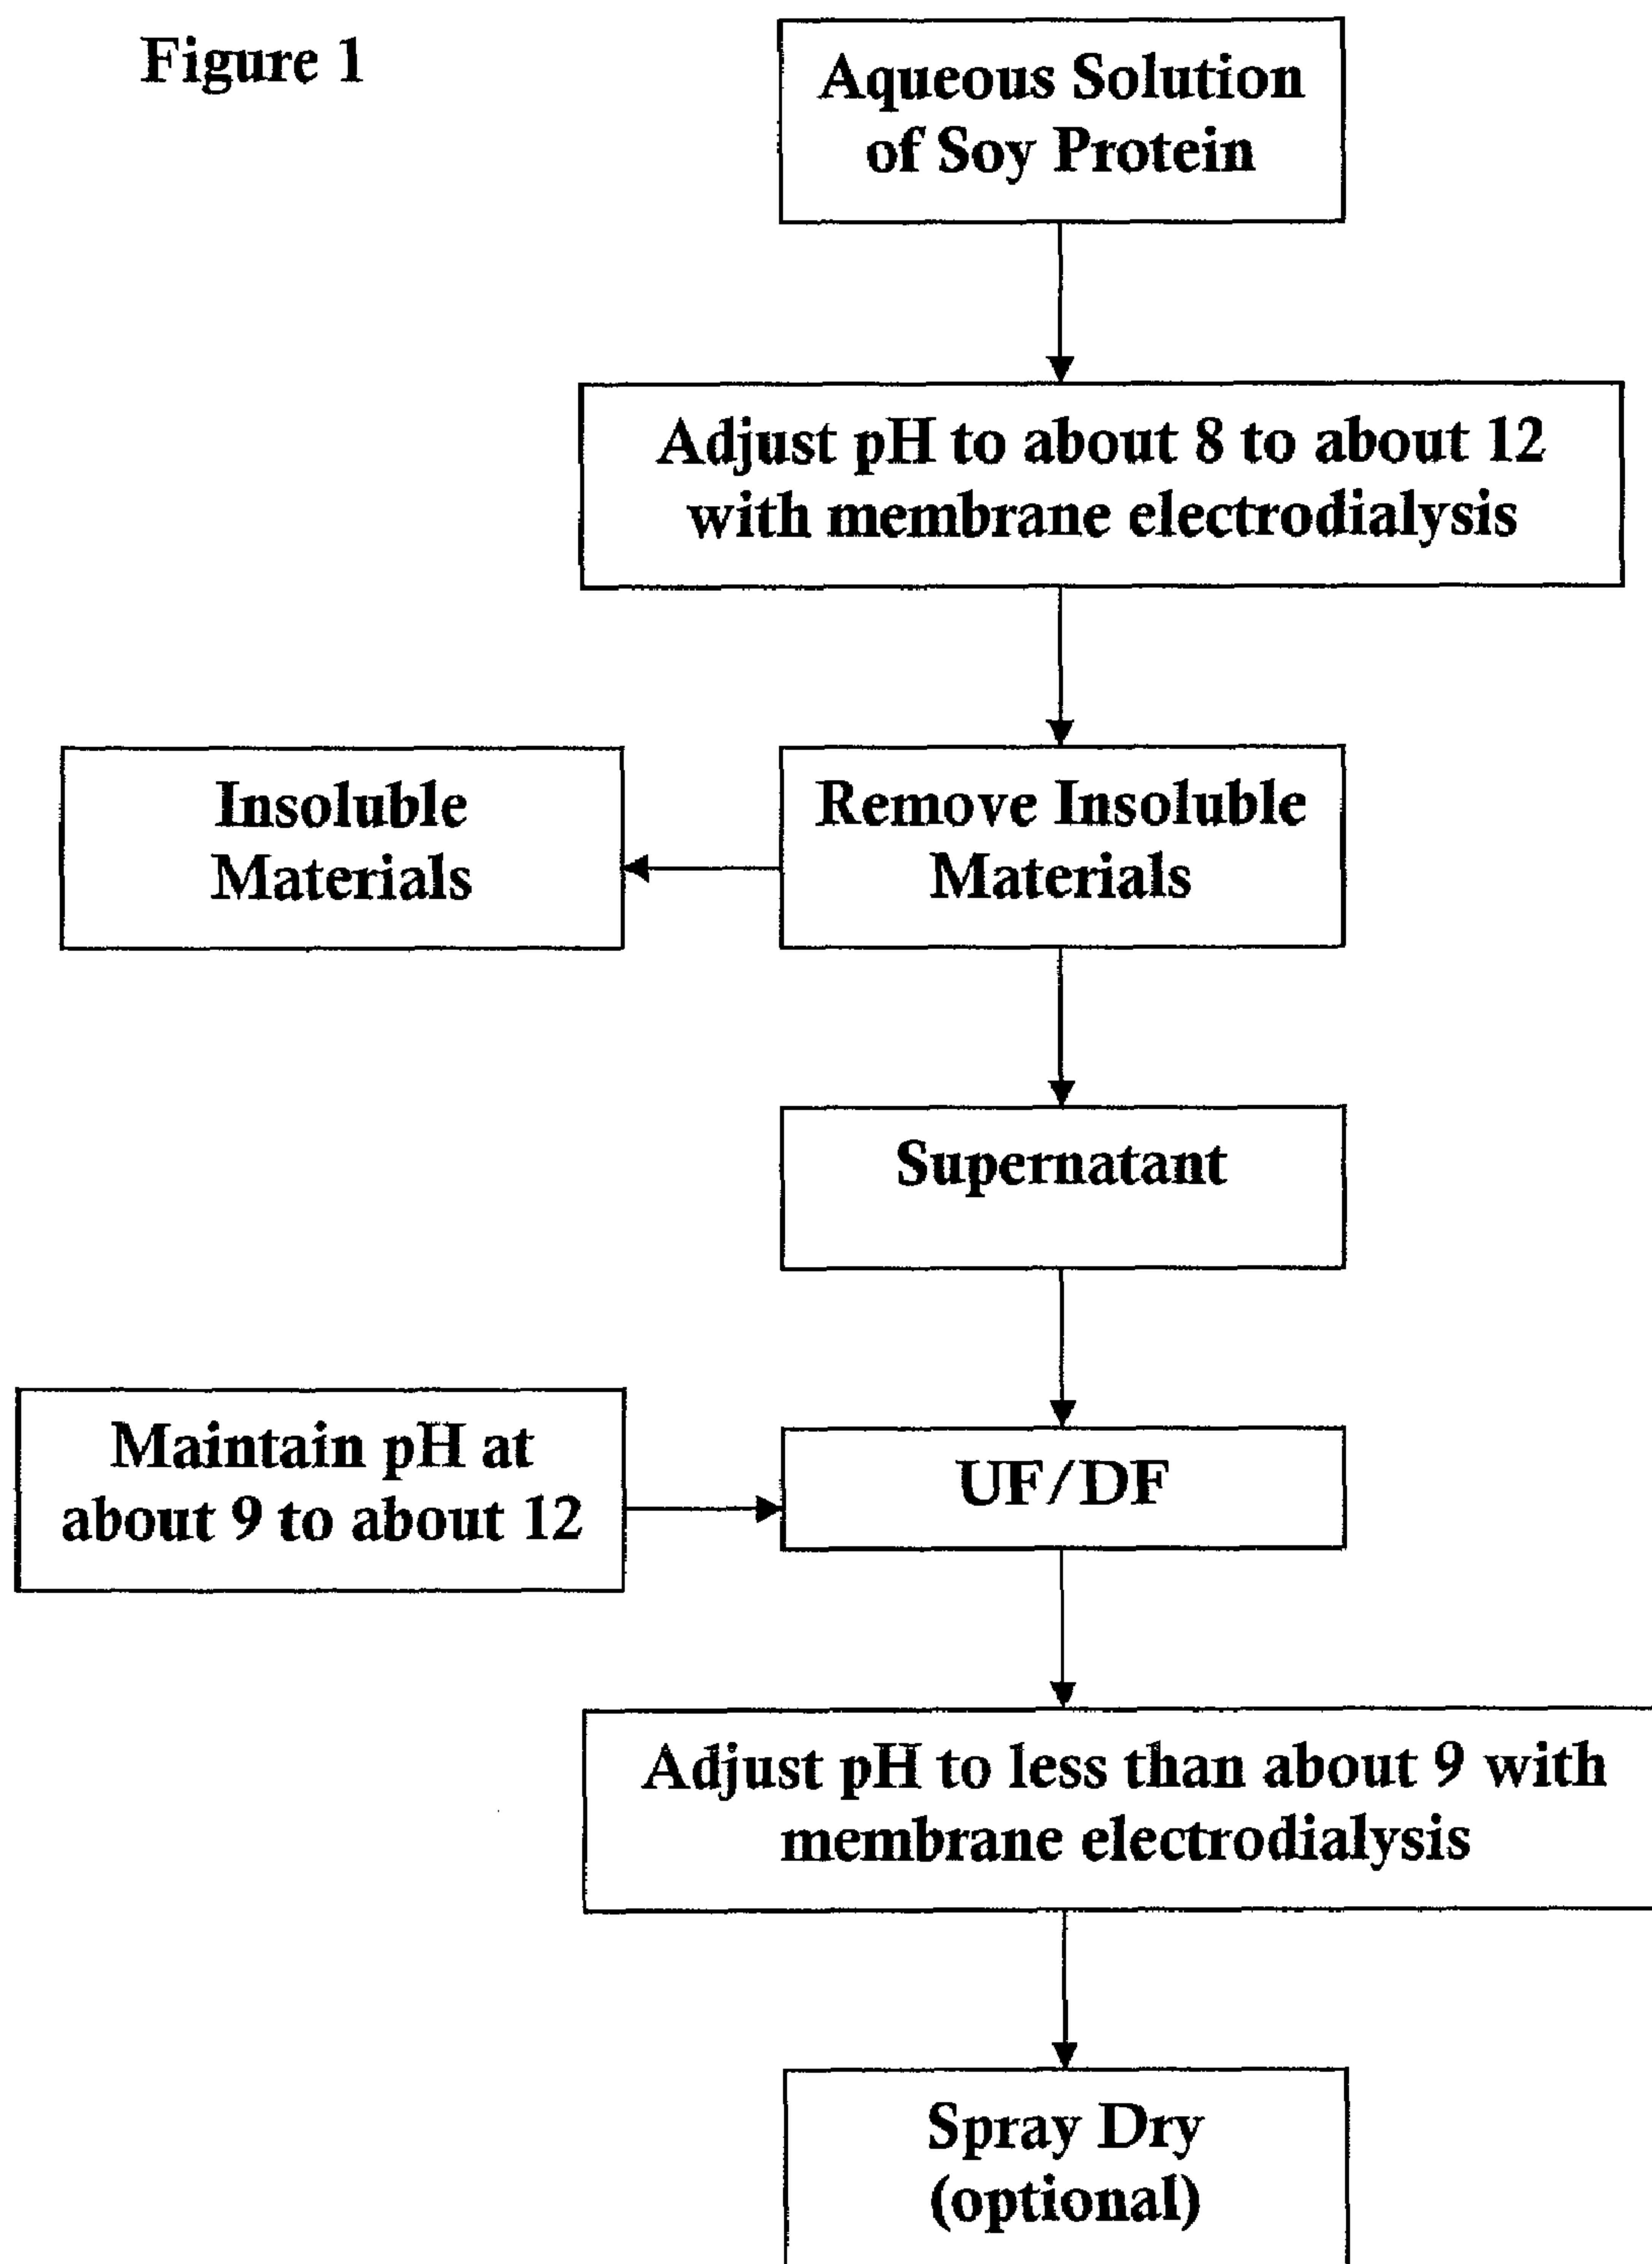 Figure 1
Aqueous Solution
of Soy Protein
Adjust pH to about 8 to about 12
with membrane electrodialysis
Insoluble
Materials
Remove Insoluble
Materials
Supernatant
Maintain pH at
about 9 to about 12
UF/DF
Adjust pH to less than about 9 with
membrane electrodialysis
Spray Dry
(optional)